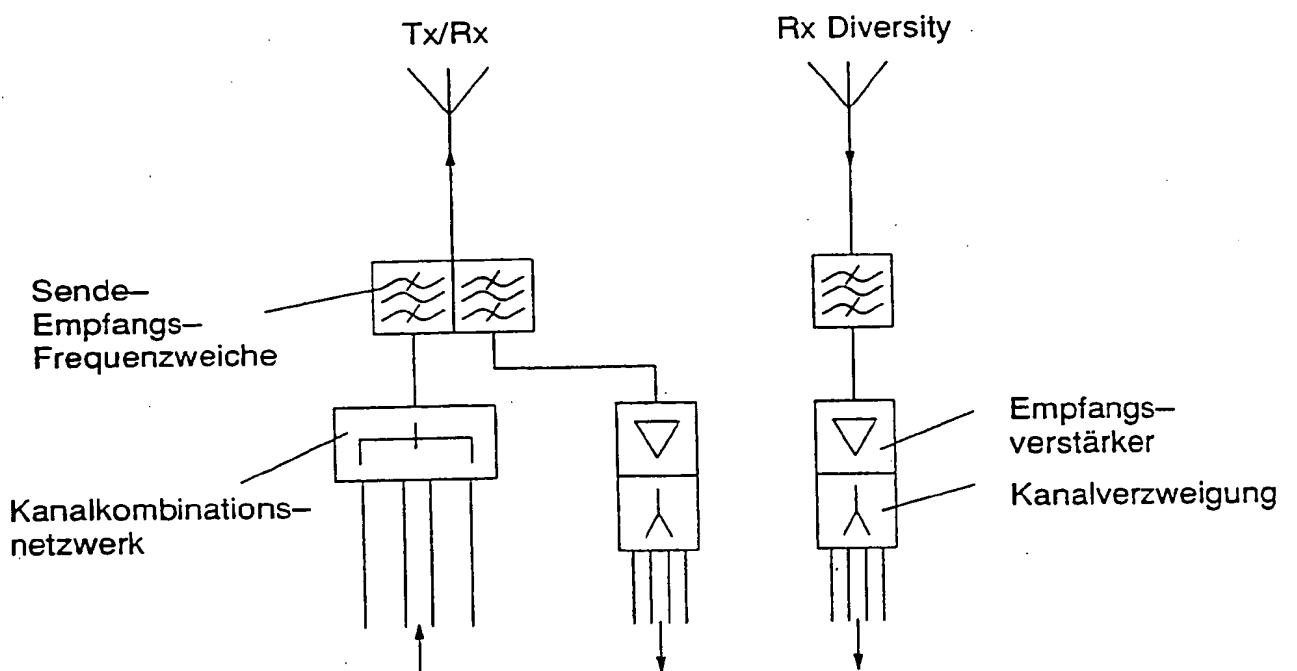 Tx/Rx
Rx Diversity
Sende–
Empfangs–
Frequenzweiche
Empfangs–
verstärker
Kanalverzweigung
Kanalkombinations–
netzwerk